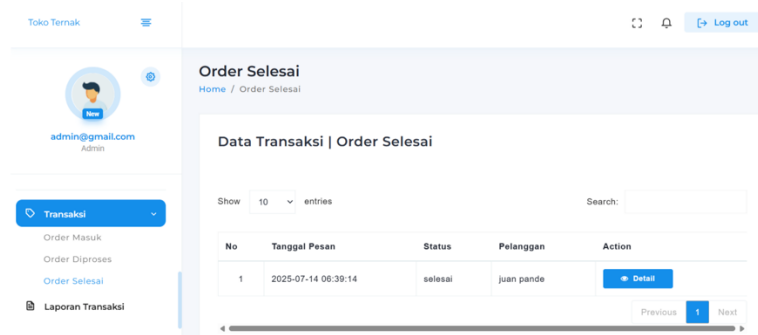 Toko Ternak
Log out
New
admin@gmail.com
Admin
Transaksi
Order Masuk
Order Diproses
Order Selesai
Laporan Transaksi
Order Selesai
Home / Order Selesai
Data Transaksi | Order Selesai
Show 10 entries Search:
No Tanggal Pesan Status Pelanggan Action
1 2025-07-14 06:39:14 selesai juan pande Detail
Previous 1 Next